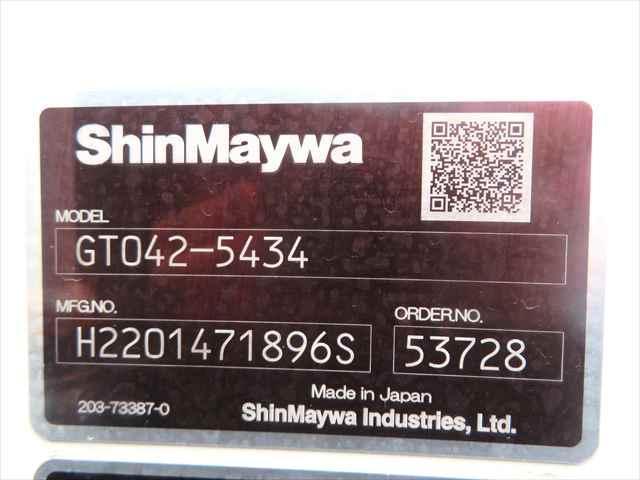 ShinMaywa
MODEL
GT042-5434
MFG.NO.
ORDER.NO.
H2201471896S
53728
Made in Japan
203-73387-0
ShinMaywa Industries, Ltd.